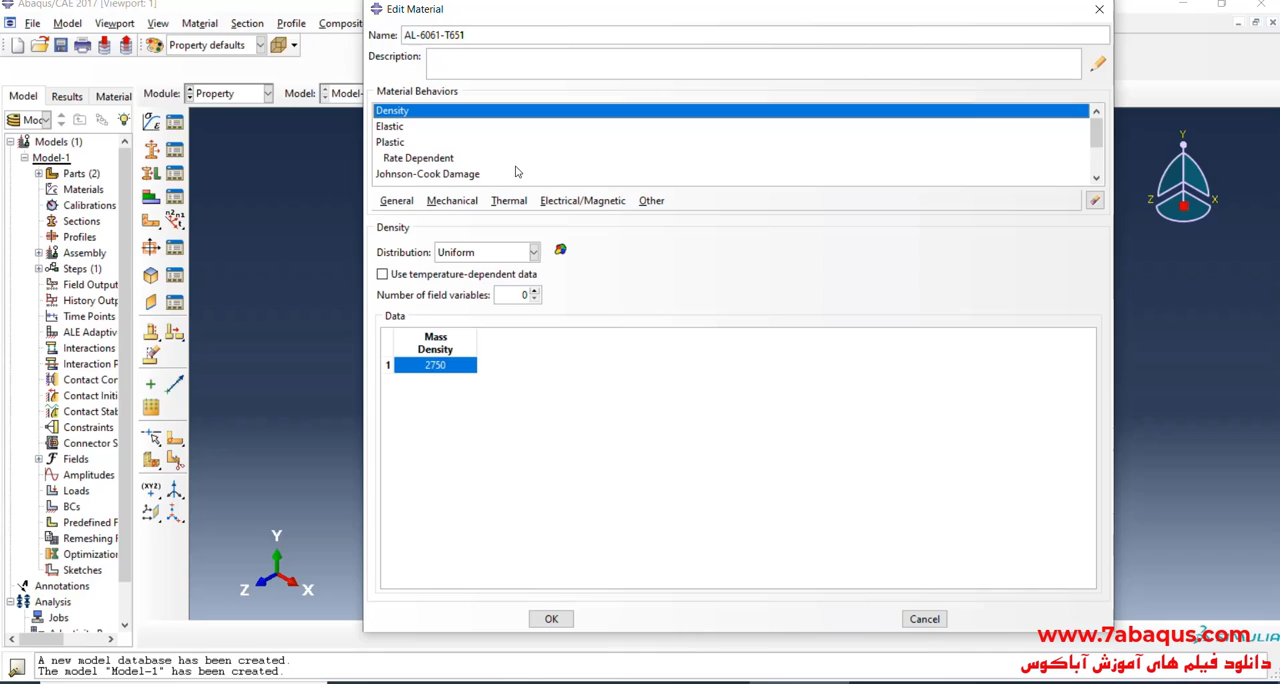 Abaqus/CAE 2017 [Viewport: 1]
File Model Viewport View Material Section Profile Composit
Property defaults
Module: Property Model: Model-
Model Results Material
Models (1)
Model-1
Parts (2)
Materials
Calibrations
Sections
Profiles
Assembly
Steps (1)
Field Output
History Outp
Time Points
ALE Adaptiv
Interactions
Interaction P
Contact Con
Contact Initi
Contact Stab
Constraints
Connector S
Fields
Amplitudes
Loads
BCs
Predefined F
Remeshing F
Optimization
Sketches
Annotations
Analysis
Jobs
Edit Material
Name: AL-6061-T651
Description:
Material Behaviors
Density
Elastic
Plastic
Rate Dependent
Johnson-Cook Damage
General Mechanical Thermal Electrical/Magnetic Other
Density
Distribution: Uniform
Use temperature-dependent data
Number of field variables: 0
Data
Mass
Density
1 2750
OK Cancel
Y
Z X
Y
Z X
(XYZ)
www.7abaqus.com
SIMULIA
دانلود فیلم های آموزش آباکوس
A new model database has been created.
The model "Model-1" has been created.